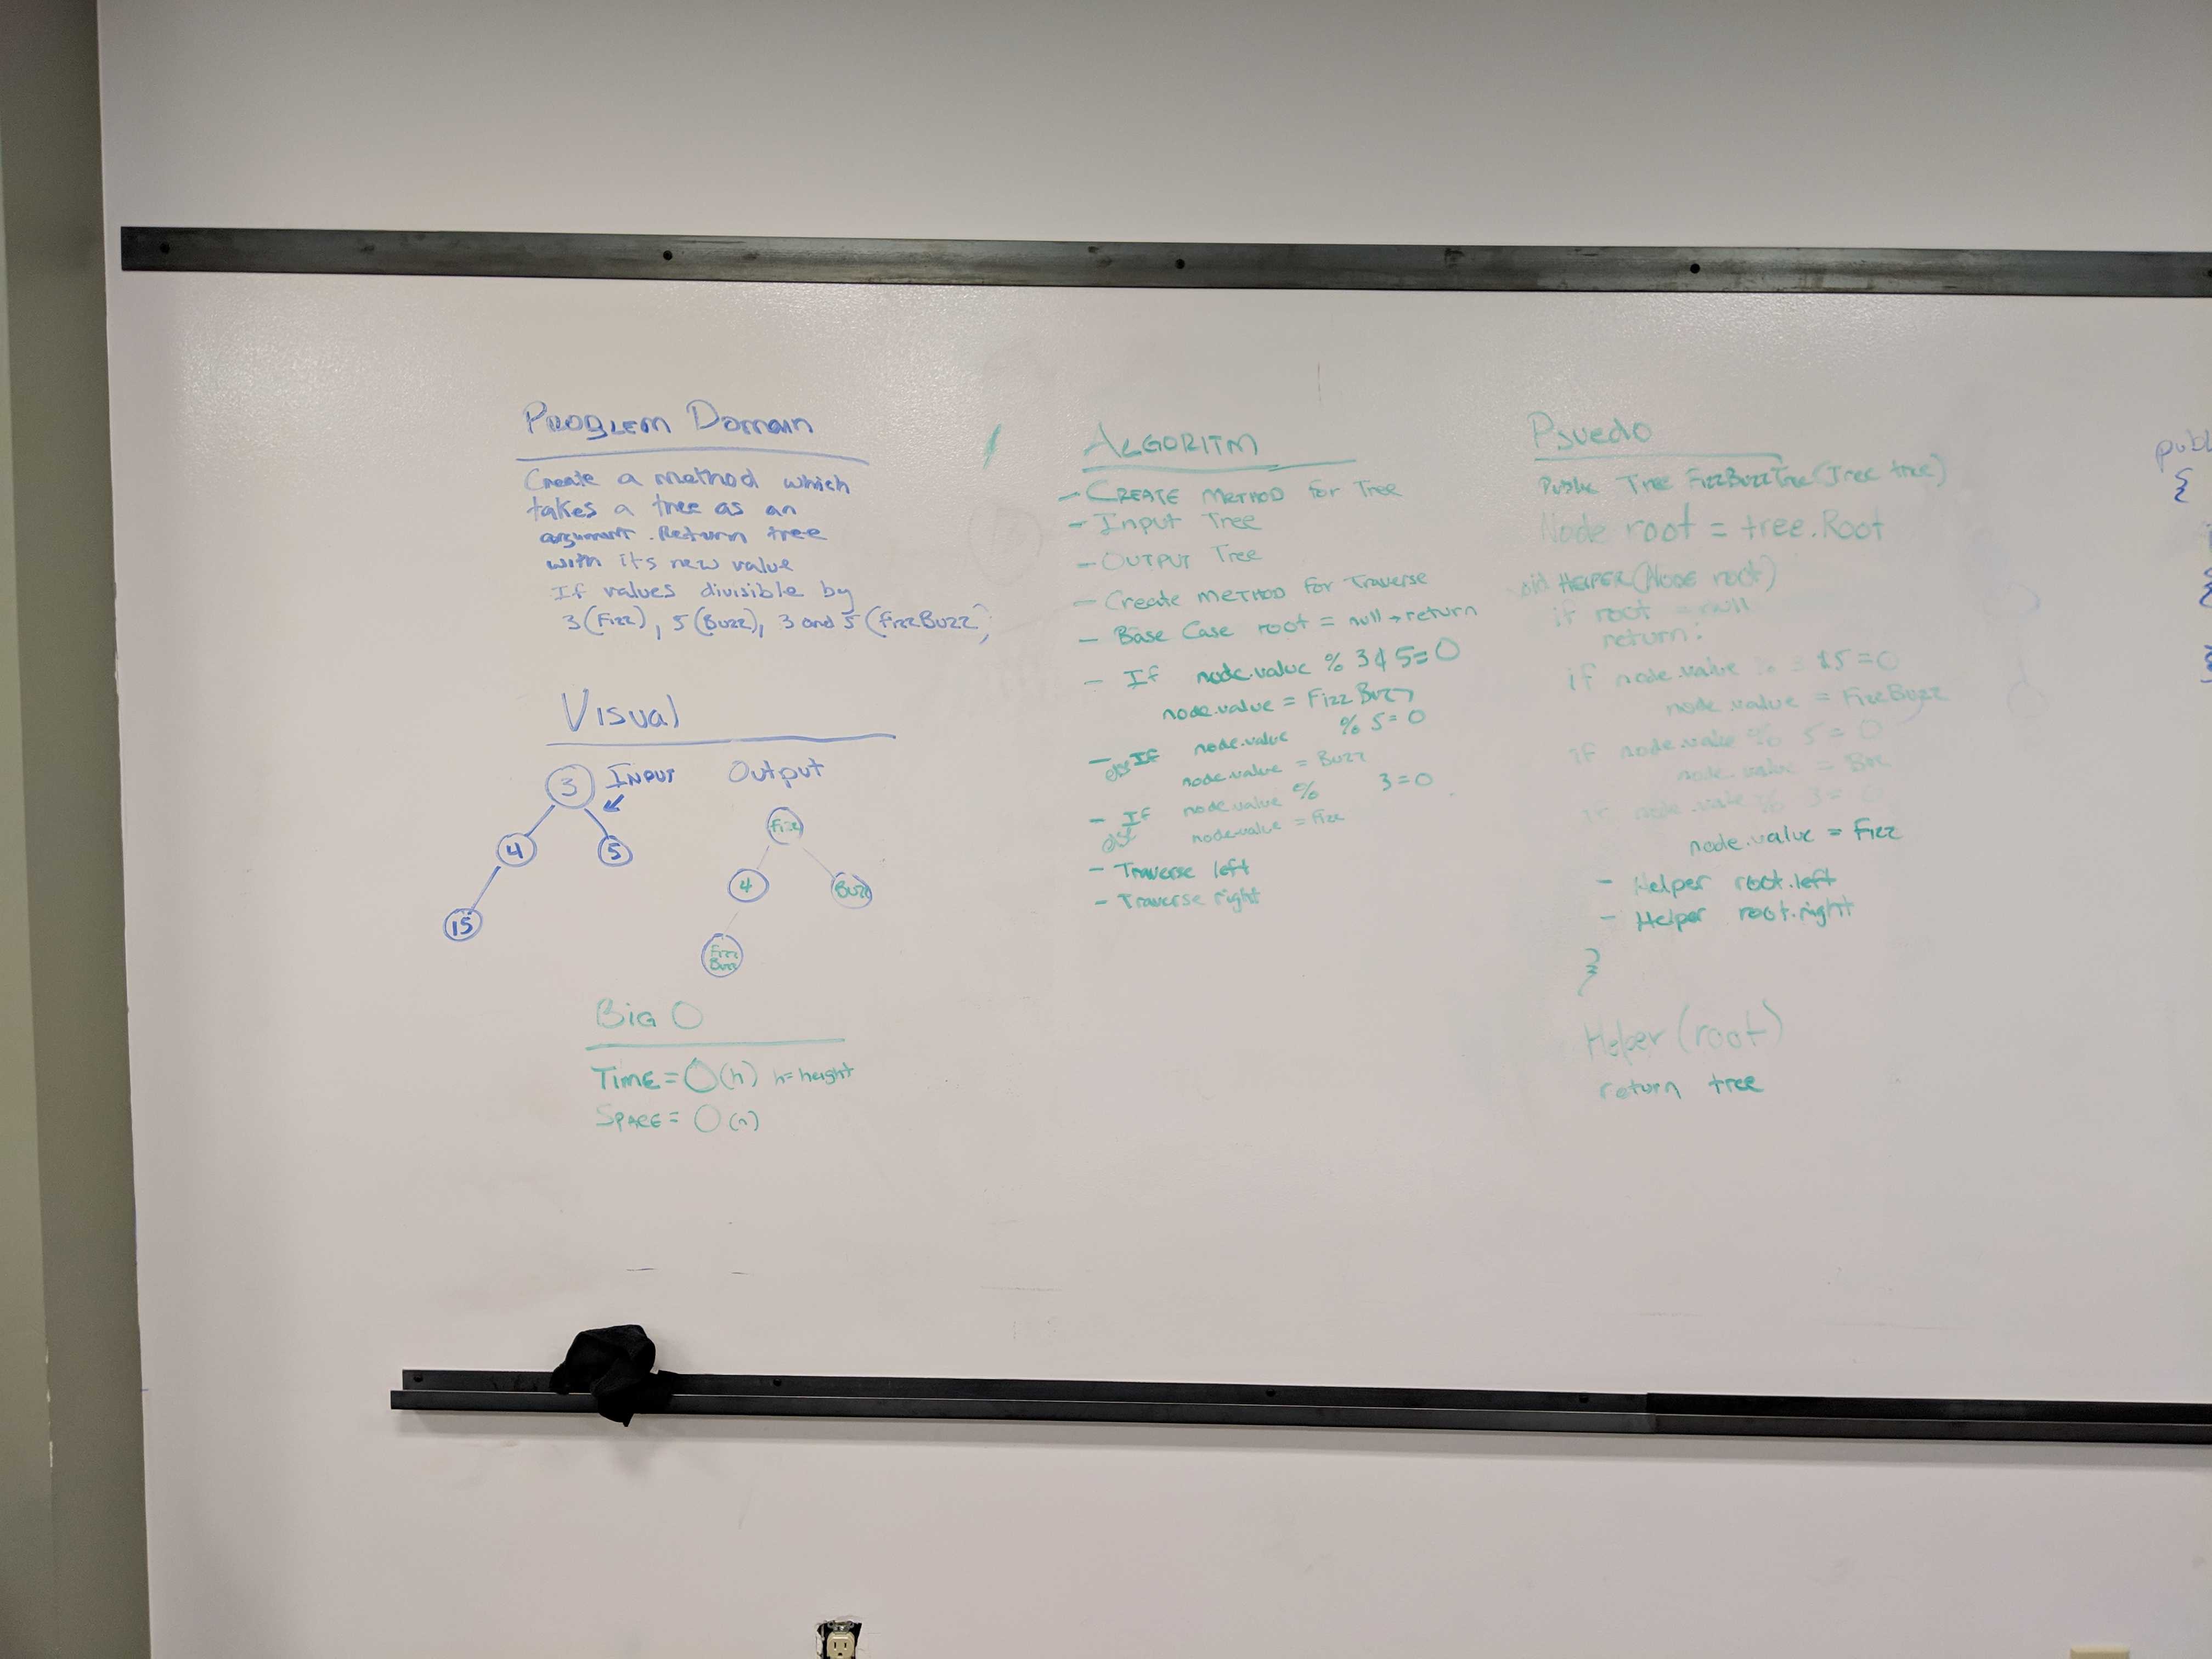 Problem Domain
Create a method which
takes a tree as an
argument. Return tree
with its new value
If values divisible by
3 (Fizz), 5 (Buzz), 3 and 5 (FizzBuzz)
Visual
3 Input Output
4 5
15
Fizz
4 Buzz
Fizz
Buzz
Big O
Time = O(h) h = height
Space = O(n)
Algoritm
- Create Method for Tree
- Input Tree
- Output Tree
- Create Method for Traverse
- Base Case root = null → return
- If node.value % 3 & 5 = 0
node.value = FizzBuzz
- else If node.value % 5 = 0
node.value = Buzz
- else If node.value % 3 = 0
node.value = Fizz
- Traverse left
- Traverse right
Psuedo
Public Tree FizzBuzzTree(Tree tree)
Node root = tree.Root
oid Helper(Node root)
if root = null
return;
if node.value % 15 = 0
node.value = FizzBuzz
if node.value % 5 = 0
node.value =
if node.value % 3 = 0
node.value = Fizz
- Helper root.left
- Helper root.right
}
Helper(root)
return tree
publ
{